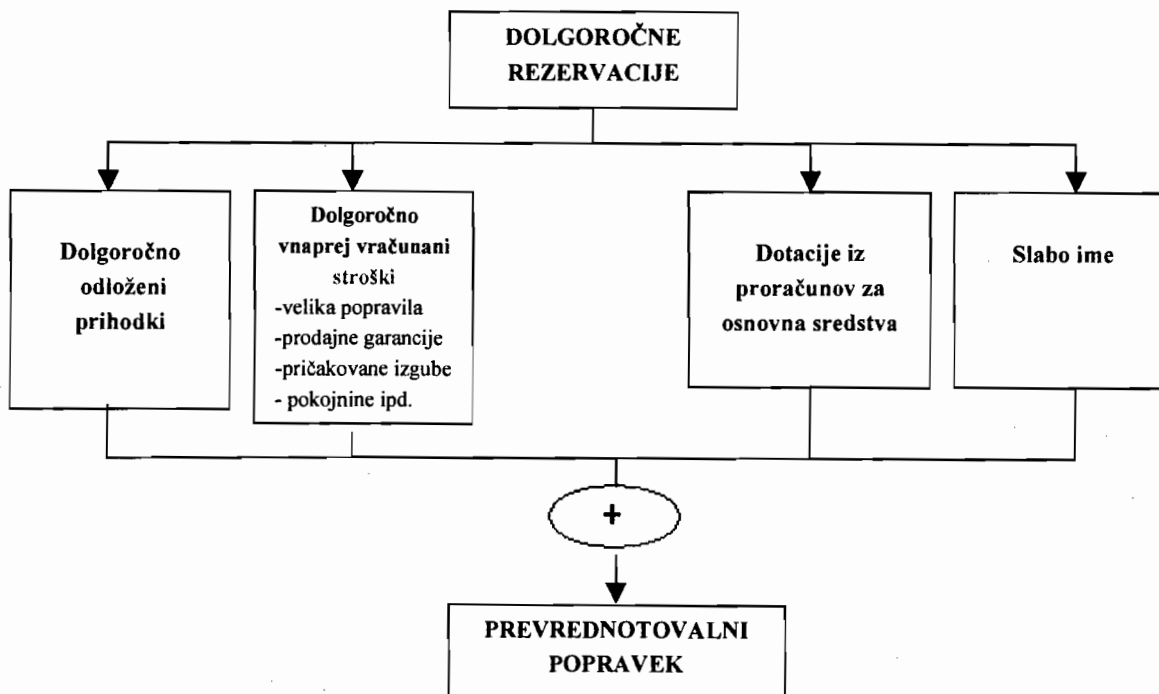 DOLGOROČNE
REZERVACIJE
Dolgoročno
odloženi
prihodki
Dolgoročno
vnaprej vračunani
stroški
-velika popravila
-prodajne garancije
-pričakovane izgube
- pokojnine ipd.
Dotacije iz
proračunov za
osnovna sredstva
Slabo ime
+
PREVREDNOTOVALNI
POPRAVEK